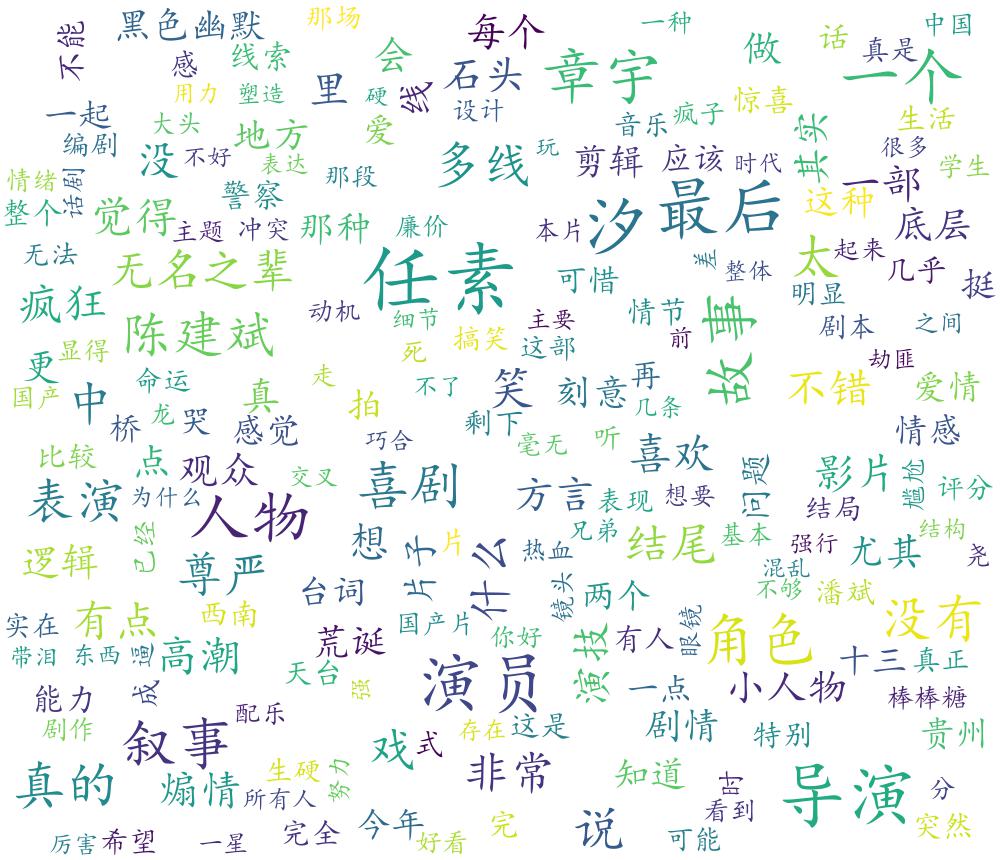 不能
黑色幽默
那场
每个
一种
中国
感
线索
会
石头
章宇
做
话
真是
一个
用力
塑造
里
硬
线
设计
惊喜
一起
大头
地方
爱
音乐
疯子
其实
生活
编剧
没
不好
表达
那段
多线
玩
剪辑
应该
时代
很多
学生
情绪
话剧
警察
一部
整个
觉得
主题
冲突
那种
廉价
本片
汐
最后
这种
底层
无法
无名之辈
任素
可惜
差
整体
太
起来
几乎
挺
疯狂
动机
细节
主要
情节
前
故事
明显
剧本
之间
陈建斌
更
显得
死
搞笑
这部
劫匪
国产
中
命运
真
走
不了
笑
刻意
再
不错
爱情
桥
龙
哭
感觉
拍
巧合
剩下
几条
情感
比较
点
观众
交叉
毫无
听
喜欢
问题
影片
尴尬
评分
表演
为什么
人物
喜剧
方言
表现
想要
结局
已经
想
片子
片
什么
热血
兄弟
结尾
基本
强行
尤其
结构
尧
逻辑
尊严
台词
镜头
两个
混乱
不够
潘斌
实在
有点
西南
国产片
你好
演技
有人
眼镜
角色
没有
带泪
东西
逼
高潮
荒诞
天台
强
演员
一点
小人物
十三
真正
能力
成
棒棒糖
剧作
叙事
配乐
戏
式
存在
这是
剧情
特别
贵州
真的
煽情
生硬
所有人
努力
非常
知道
时
看到
导演
分
厉害
希望
一星
完全
今年
好看
完
说
可能
突然